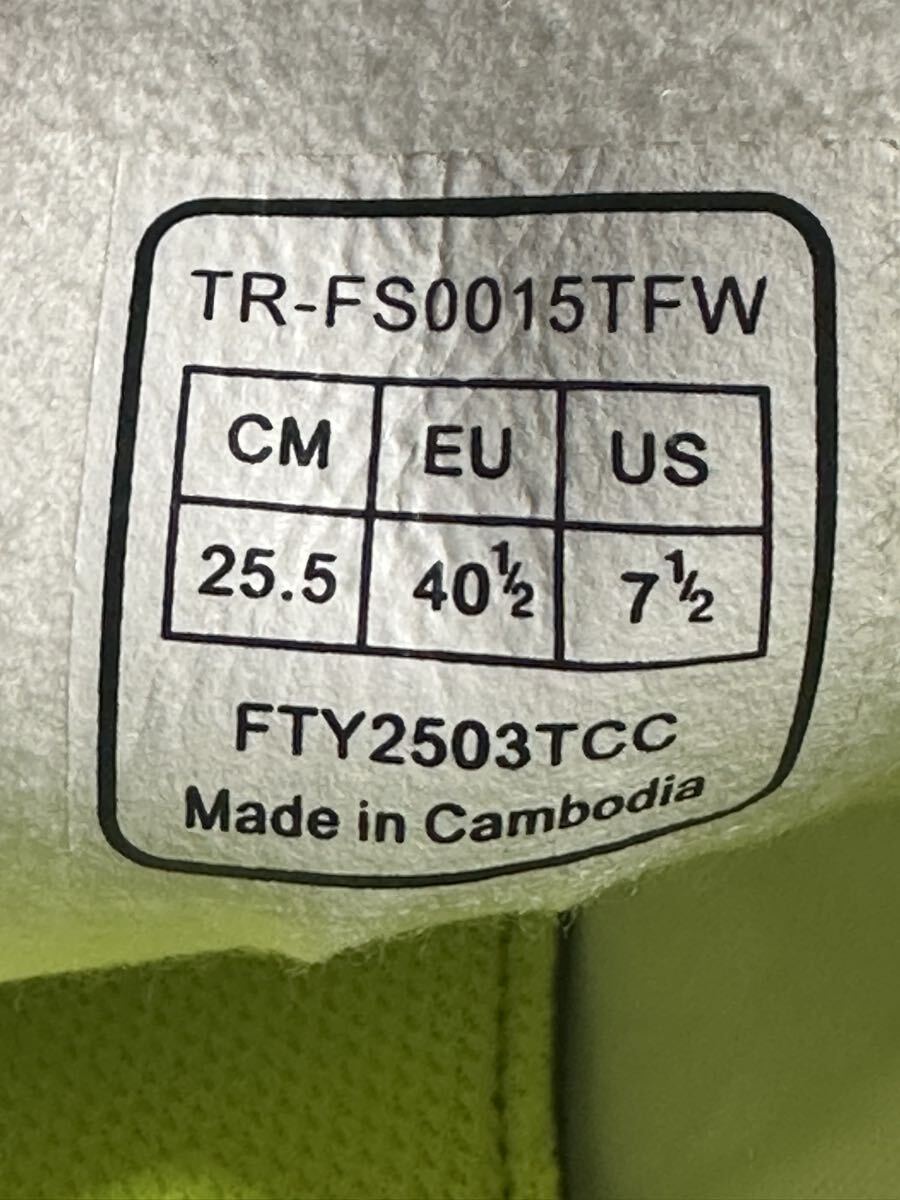 TR-FS0015TFW
CM EU US
25.5 40½ 7½
FTY2503TCC
Made in Cambodia